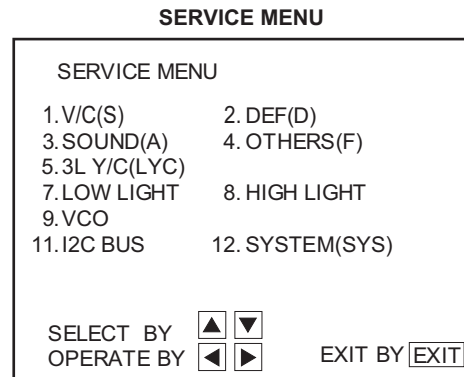 SERVICE MENU
SERVICE MENU
1. V/C(S) 2. DEF(D)
3. SOUND(A) 4. OTHERS(F)
5. 3L Y/C(LYC)
7. LOW LIGHT 8. HIGH LIGHT
9. VCO
11. I2C BUS 12. SYSTEM(SYS)
SELECT BY ▲ ▼
OPERATE BY ◀ ▶ EXIT BY EXIT